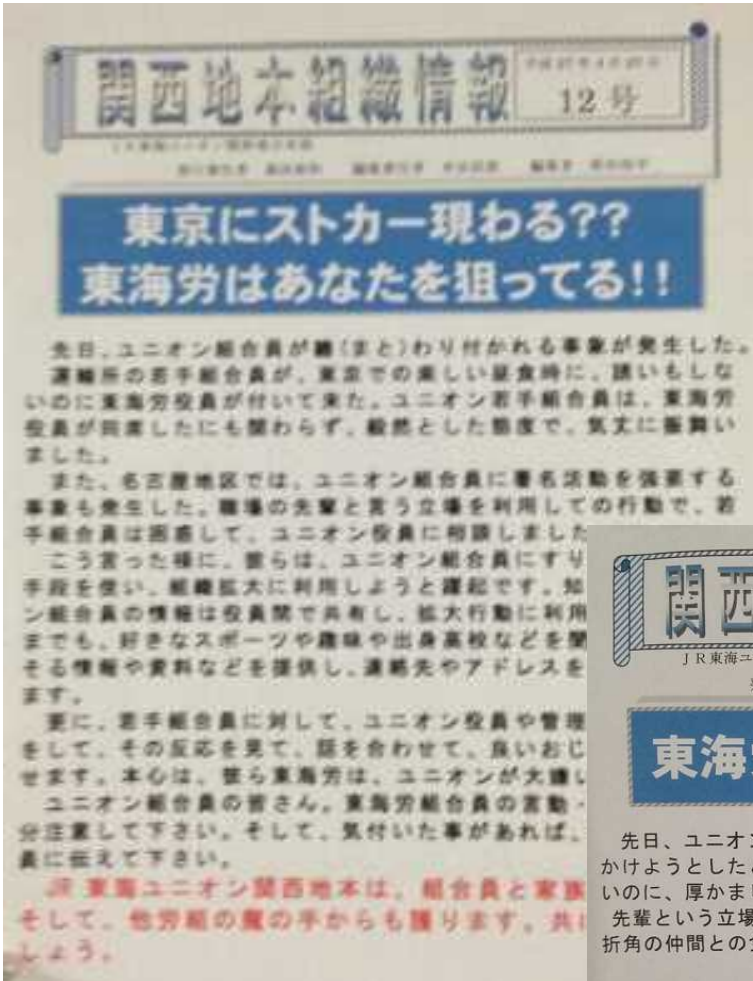 関西地本組織情報
12号
東京にストカー現わる??
東海労はあなたを狙ってる!!
先日、ユニオン組合員が纏(まと)わり付かれる事象が発生した。
運輸所の若手組合員が、東京での楽しい昼食時に、誘いもしな
いのに東海労役員が付いて来た。ユニオン若手組合員は、東海労
役員が同席したにも関わらず、毅然とした態度で、気丈に振舞い
ました。
また、名古屋地区では、ユニオン組合員に署名活動を強要する
事象も発生した。職場の先輩と言う立場を利用しての行動で、若
手組合員は困惑して、ユニオン役員に相談しました
こう言った様に、彼らは、ユニオン組合員にすり
手段を使い、組織拡大に利用しようと躍起です。知
ン組合員の情報は役員間で共有し、拡大行動に利用
までも、好きなスポーツや趣味や出身高校などを聞
そる情報や資料などを提供し、連絡先やアドレスを
ます。
更に、若手組合員に対して、ユニオン役員や管理
をして、その反応を見て、話を合わせて、良いおじ
せます。本心は、彼ら東海労は、ユニオンが大嫌い
ユニオン組合員の皆さん。東海労組合員の言動・
分注意して下さい。そして、気付いた事があれば、
員に伝えて下さい。
JR東海ユニオン関西地本は、組合員と家族
そして、他労組の魔の手からも護ります。共に
しょう。
関西
JR東海ユ
東海
先日、ユニオ
かけようとした
いのに、厚かま
先輩という立場
折角の仲間との